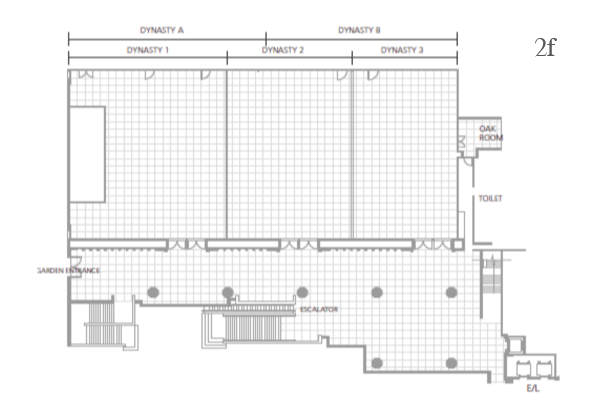 DYNASTY A
DYNASTY B
2f
DYNASTY 1
DYNASTY 2
DYNASTY 3
OAK
ROOM
TOILET
GARDEN ENTRANCE
ESCALATOR
E/L